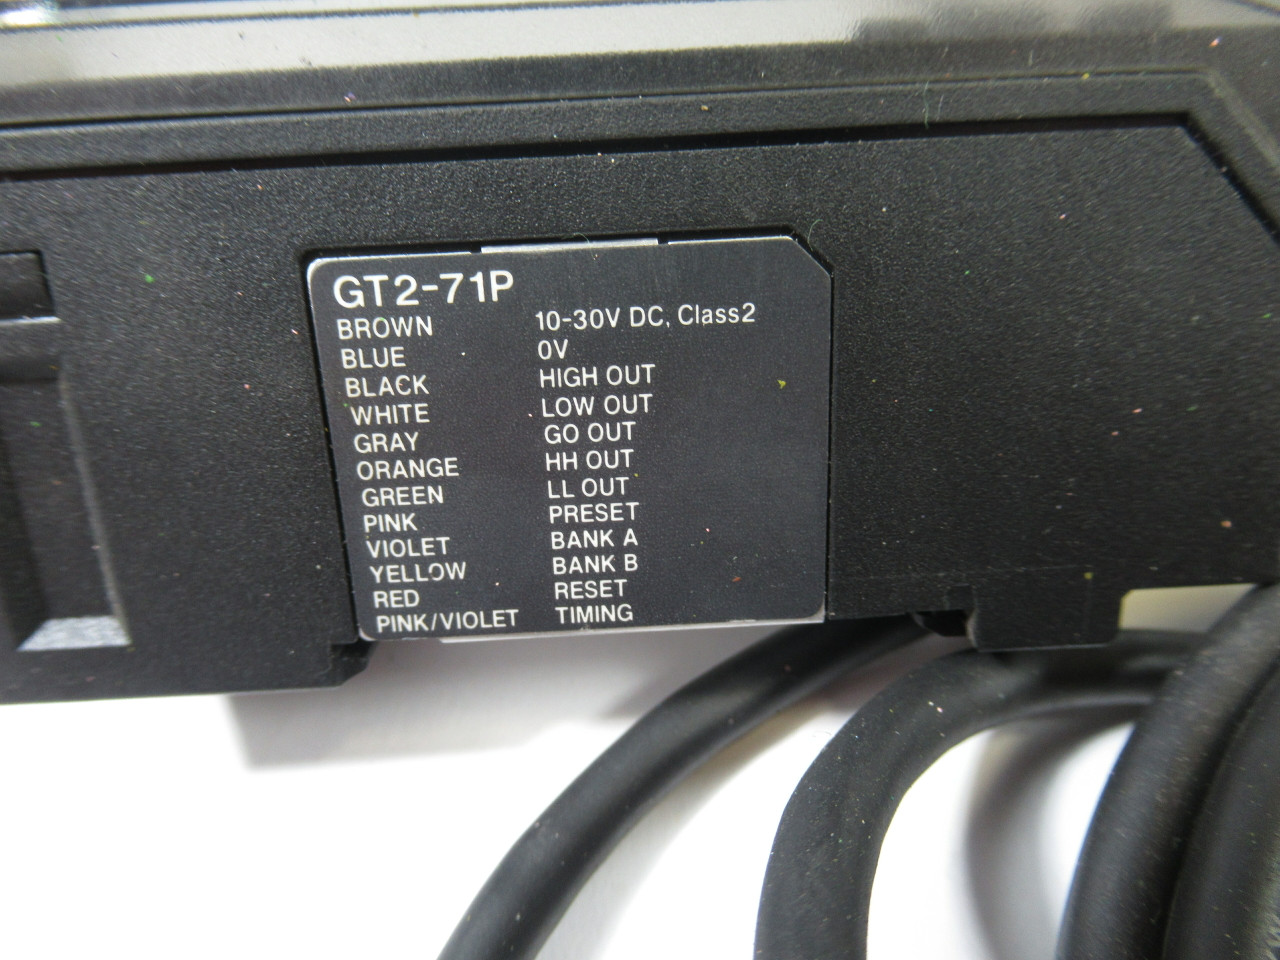 GT2-71P
BROWN 10-30V DC, Class2
BLUE 0V
BLACK HIGH OUT
WHITE LOW OUT
GRAY GO OUT
ORANGE HH OUT
GREEN LL OUT
PINK PRESET
VIOLET BANK A
YELLOW BANK B
RED RESET
PINK/VIOLET TIMING